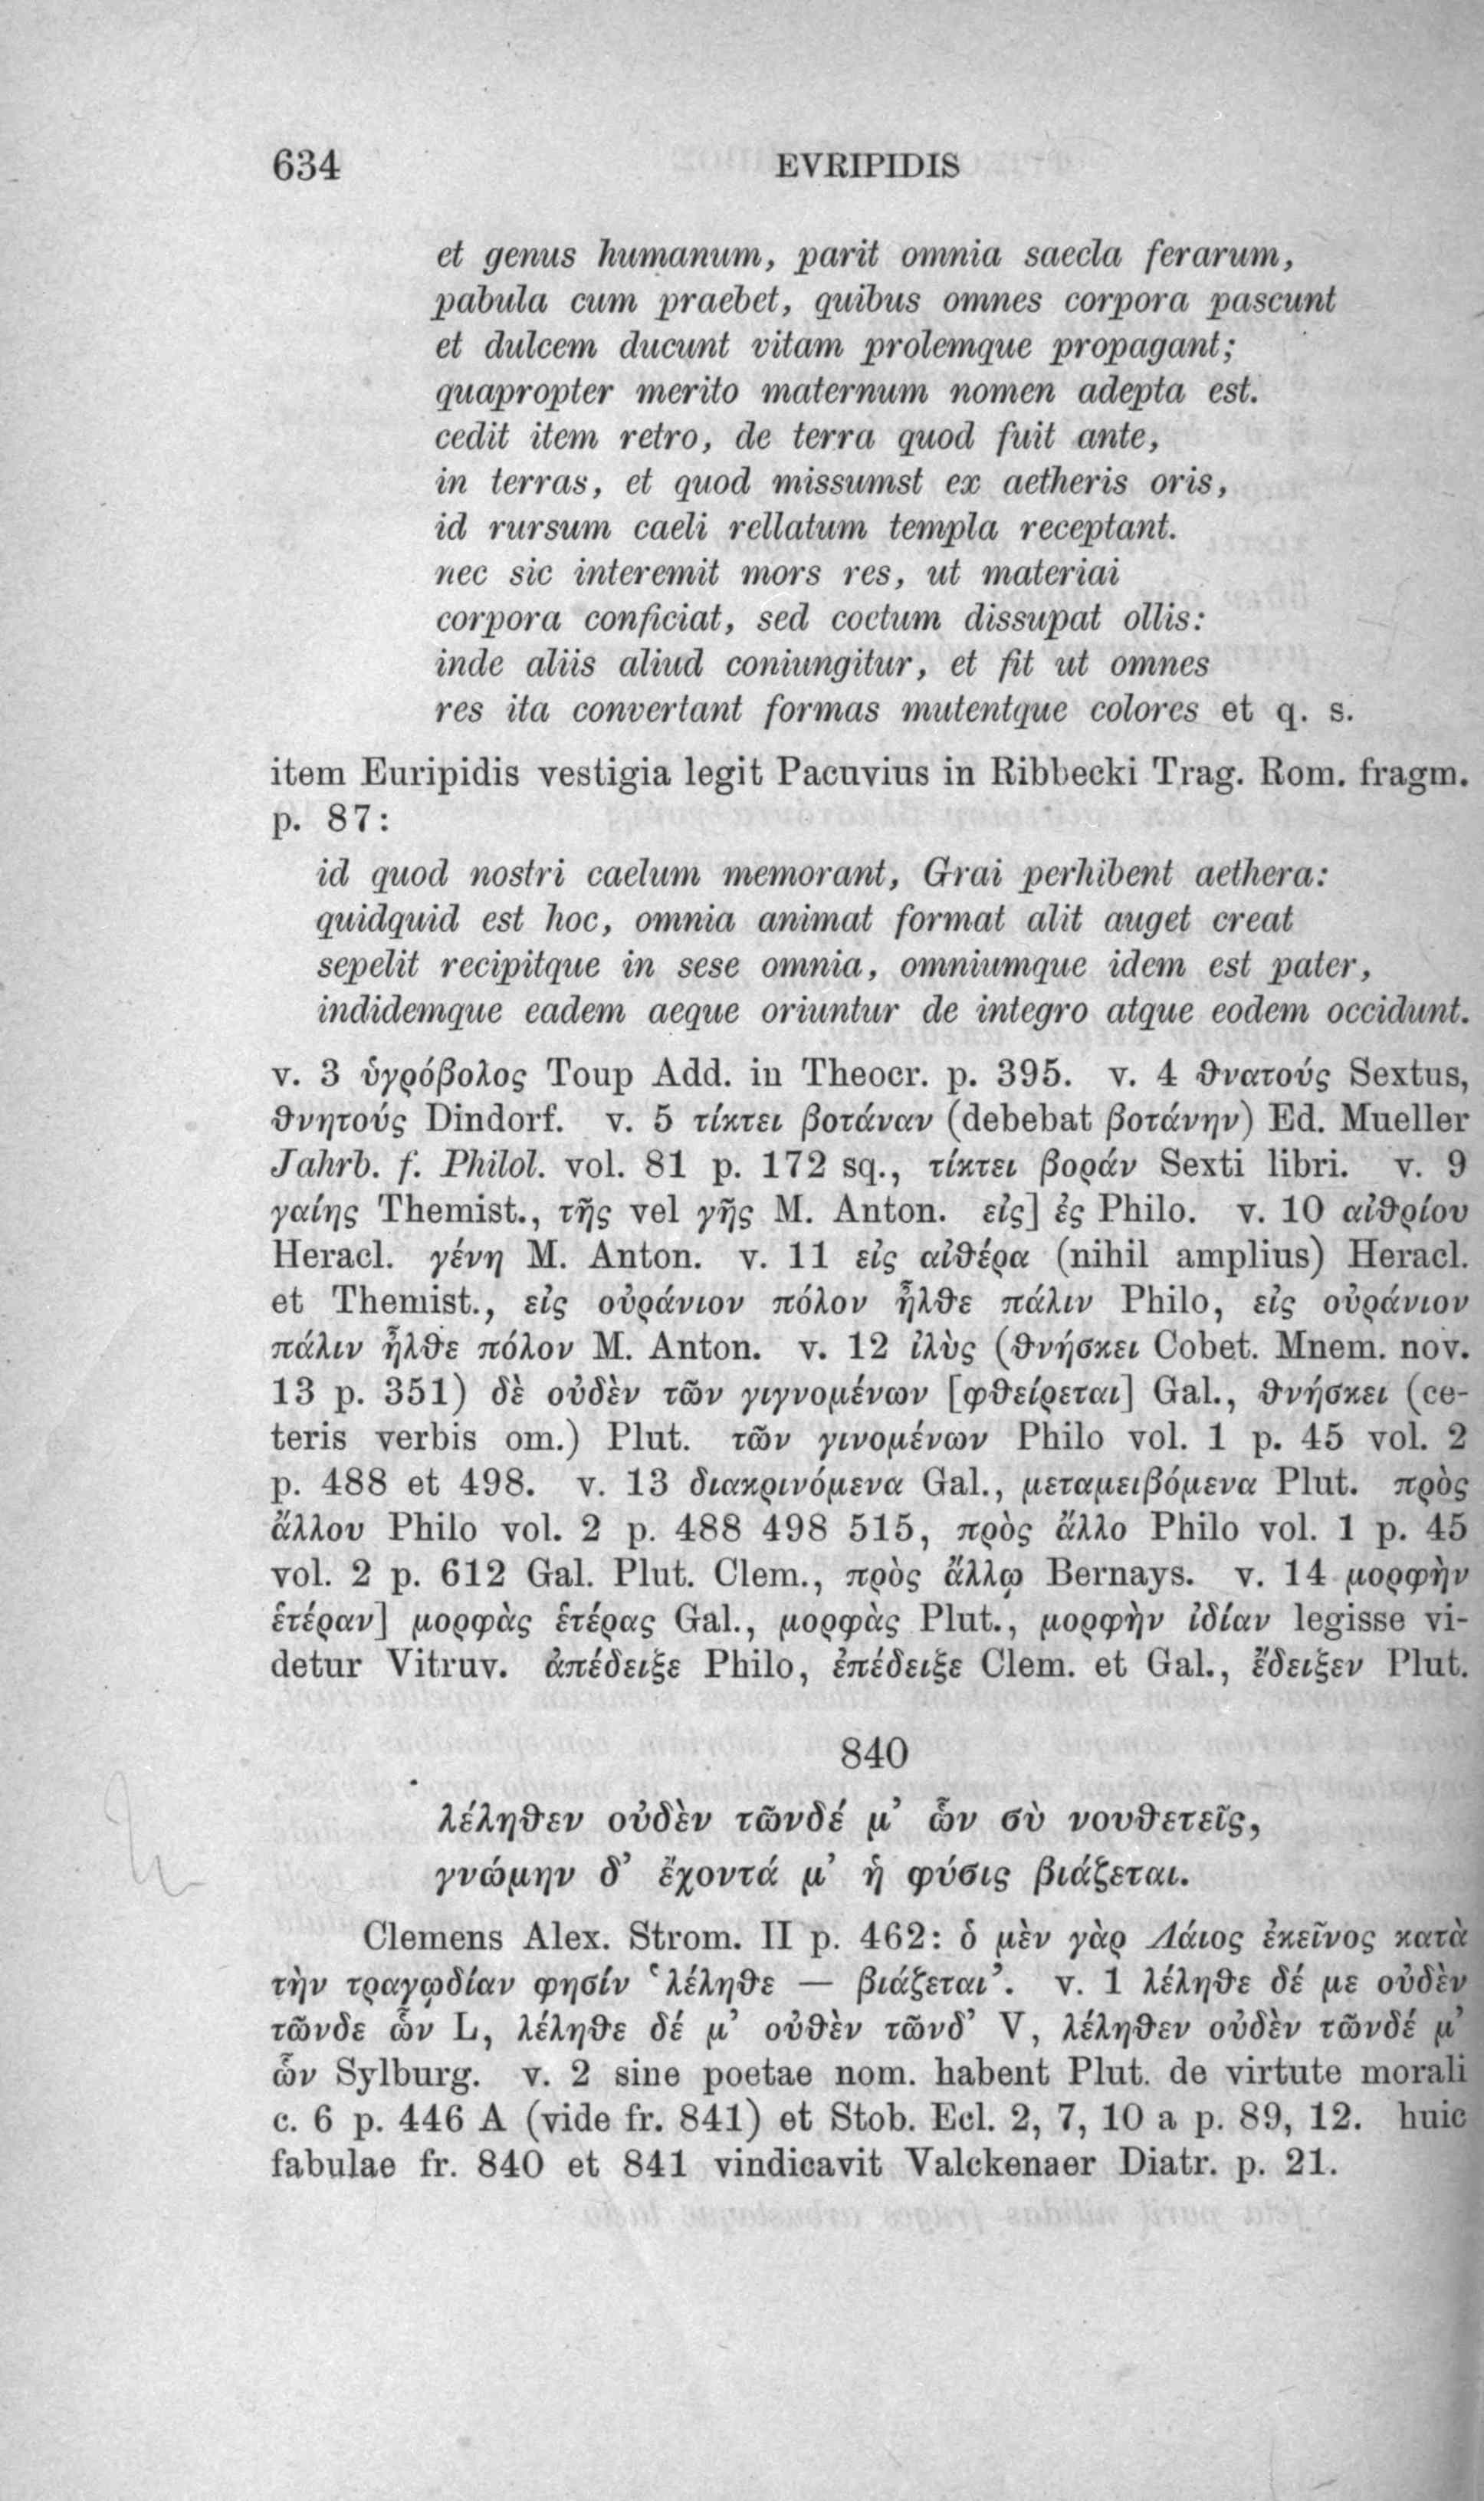 634 EVRIPIDIS
et genus humanum, parit omnia saecla ferarum,
pabula cum praebet, quibus omnes corpora pascunt
et dulcem ducunt vitam prolemque propagant;
quapropter merito maternum nomen adepta est.
cedit item retro, de terra quod fuit ante,
in terras, et quod missumst ex aetheris oris,
id rursum caeli rellatum templa receptant.
nec sic interemit mors res, ut materiai
corpora conficiat, sed coctum dissupat ollis:
inde aliis aliud coniungitur, et fit ut omnes
res ita convertant formas mutentque colores et q. s.
item Euripidis vestigia legit Pacuvius in Ribbecki Trag. Rom. fragm.
p. 87:
id quod nostri caelum memorant, Grai perhibent aethera:
quidquid est hoc, omnia animat format alit auget creat
sepelit recipitque in sese omnia, omniumque idem est pater,
indidemque eadem aeque oriuntur de integro atque eodem occidunt.
v. 3 ὑγρόβολος Toup Add. in Theocr. p. 395. v. 4 θνατούς Sextus,
θνητούς Dindorf. v. 5 τίκτει βοτάναν (debebat βοτάνην) Ed. Mueller
Jahrb. f. Philol. vol. 81 p. 172 sq., τίκτει βοράν Sexti libri. v. 9
γαίης Themist., τῆς vel γῆς M. Anton. εἰς] ἐς Philo. v. 10 αἰθρίου
Heracl. γένη M. Anton. v. 11 εἰς αἰθέρα (nihil amplius) Heracl.
et Themist., εἰς οὐράνιον πόλον ἦλθε πάλιν Philo, εἰς οὐράνιον
πάλιν ἦλθε πόλον M. Anton. v. 12 ἰλὺς (θνήσκει Cobet. Mnem. nov.
13 p. 351) δὲ οὐδὲν τῶν γιγνομένων [φθείρεται] Gal., θνήσκει (ce-
teris verbis om.) Plut. τῶν γινομένων Philo vol. 1 p. 45 vol. 2
p. 488 et 498. v. 13 διακρινόμενα Gal., μεταμειβόμενα Plut. πρὸς
ἄλλου Philo vol. 2 p. 488 498 515, πρὸς ἄλλο Philo vol. 1 p. 45
vol. 2 p. 612 Gal. Plut. Clem., πρὸς ἄλλῳ Bernays. v. 14 μορφὴν
ἑτέραν] μορφὰς ἑτέρας Gal., μορφὰς Plut., μορφὴν ἰδίαν legisse vi-
detur Vitruv. ἀπέδειξε Philo, ἐπέδειξε Clem. et Gal., ἔδειξεν Plut.
840
λέληθεν οὐδὲν τῶνδέ μ’ ὧν σὺ νουθετεῖς,
γνώμην δ’ ἔχοντά μ’ ἡ φύσις βιάζεται.
Clemens Alex. Strom. II p. 462: ὁ μὲν γὰρ Λάιος ἐκεῖνος κατὰ
τὴν τραγῳδίαν φησίν ‘λέληθε — βιάζεται’. v. 1 λέληθε δέ με οὐδὲν
τῶνδε ὧν L, λέληθε δέ μ’ οὐθὲν τῶνδ’ V, λέληθεν οὐδὲν τῶνδέ μ’
ὧν Sylburg. v. 2 sine poetae nom. habent Plut. de virtute morali
c. 6 p. 446 A (vide fr. 841) et Stob. Ecl. 2, 7, 10 a p. 89, 12. huic
fabulae fr. 840 et 841 vindicavit Valckenaer Diatr. p. 21.